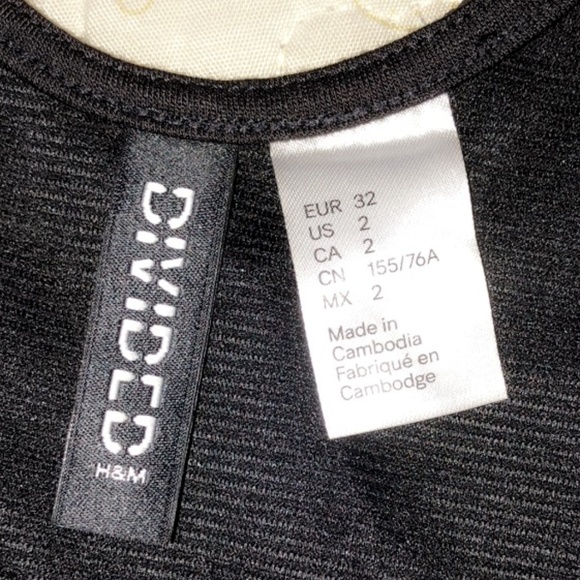 DIVIDED
H&M
EUR 32
US 2
CA 2
CN 155/76A
MX 2
Made in
Cambodia
Fabriqué en
Cambodge